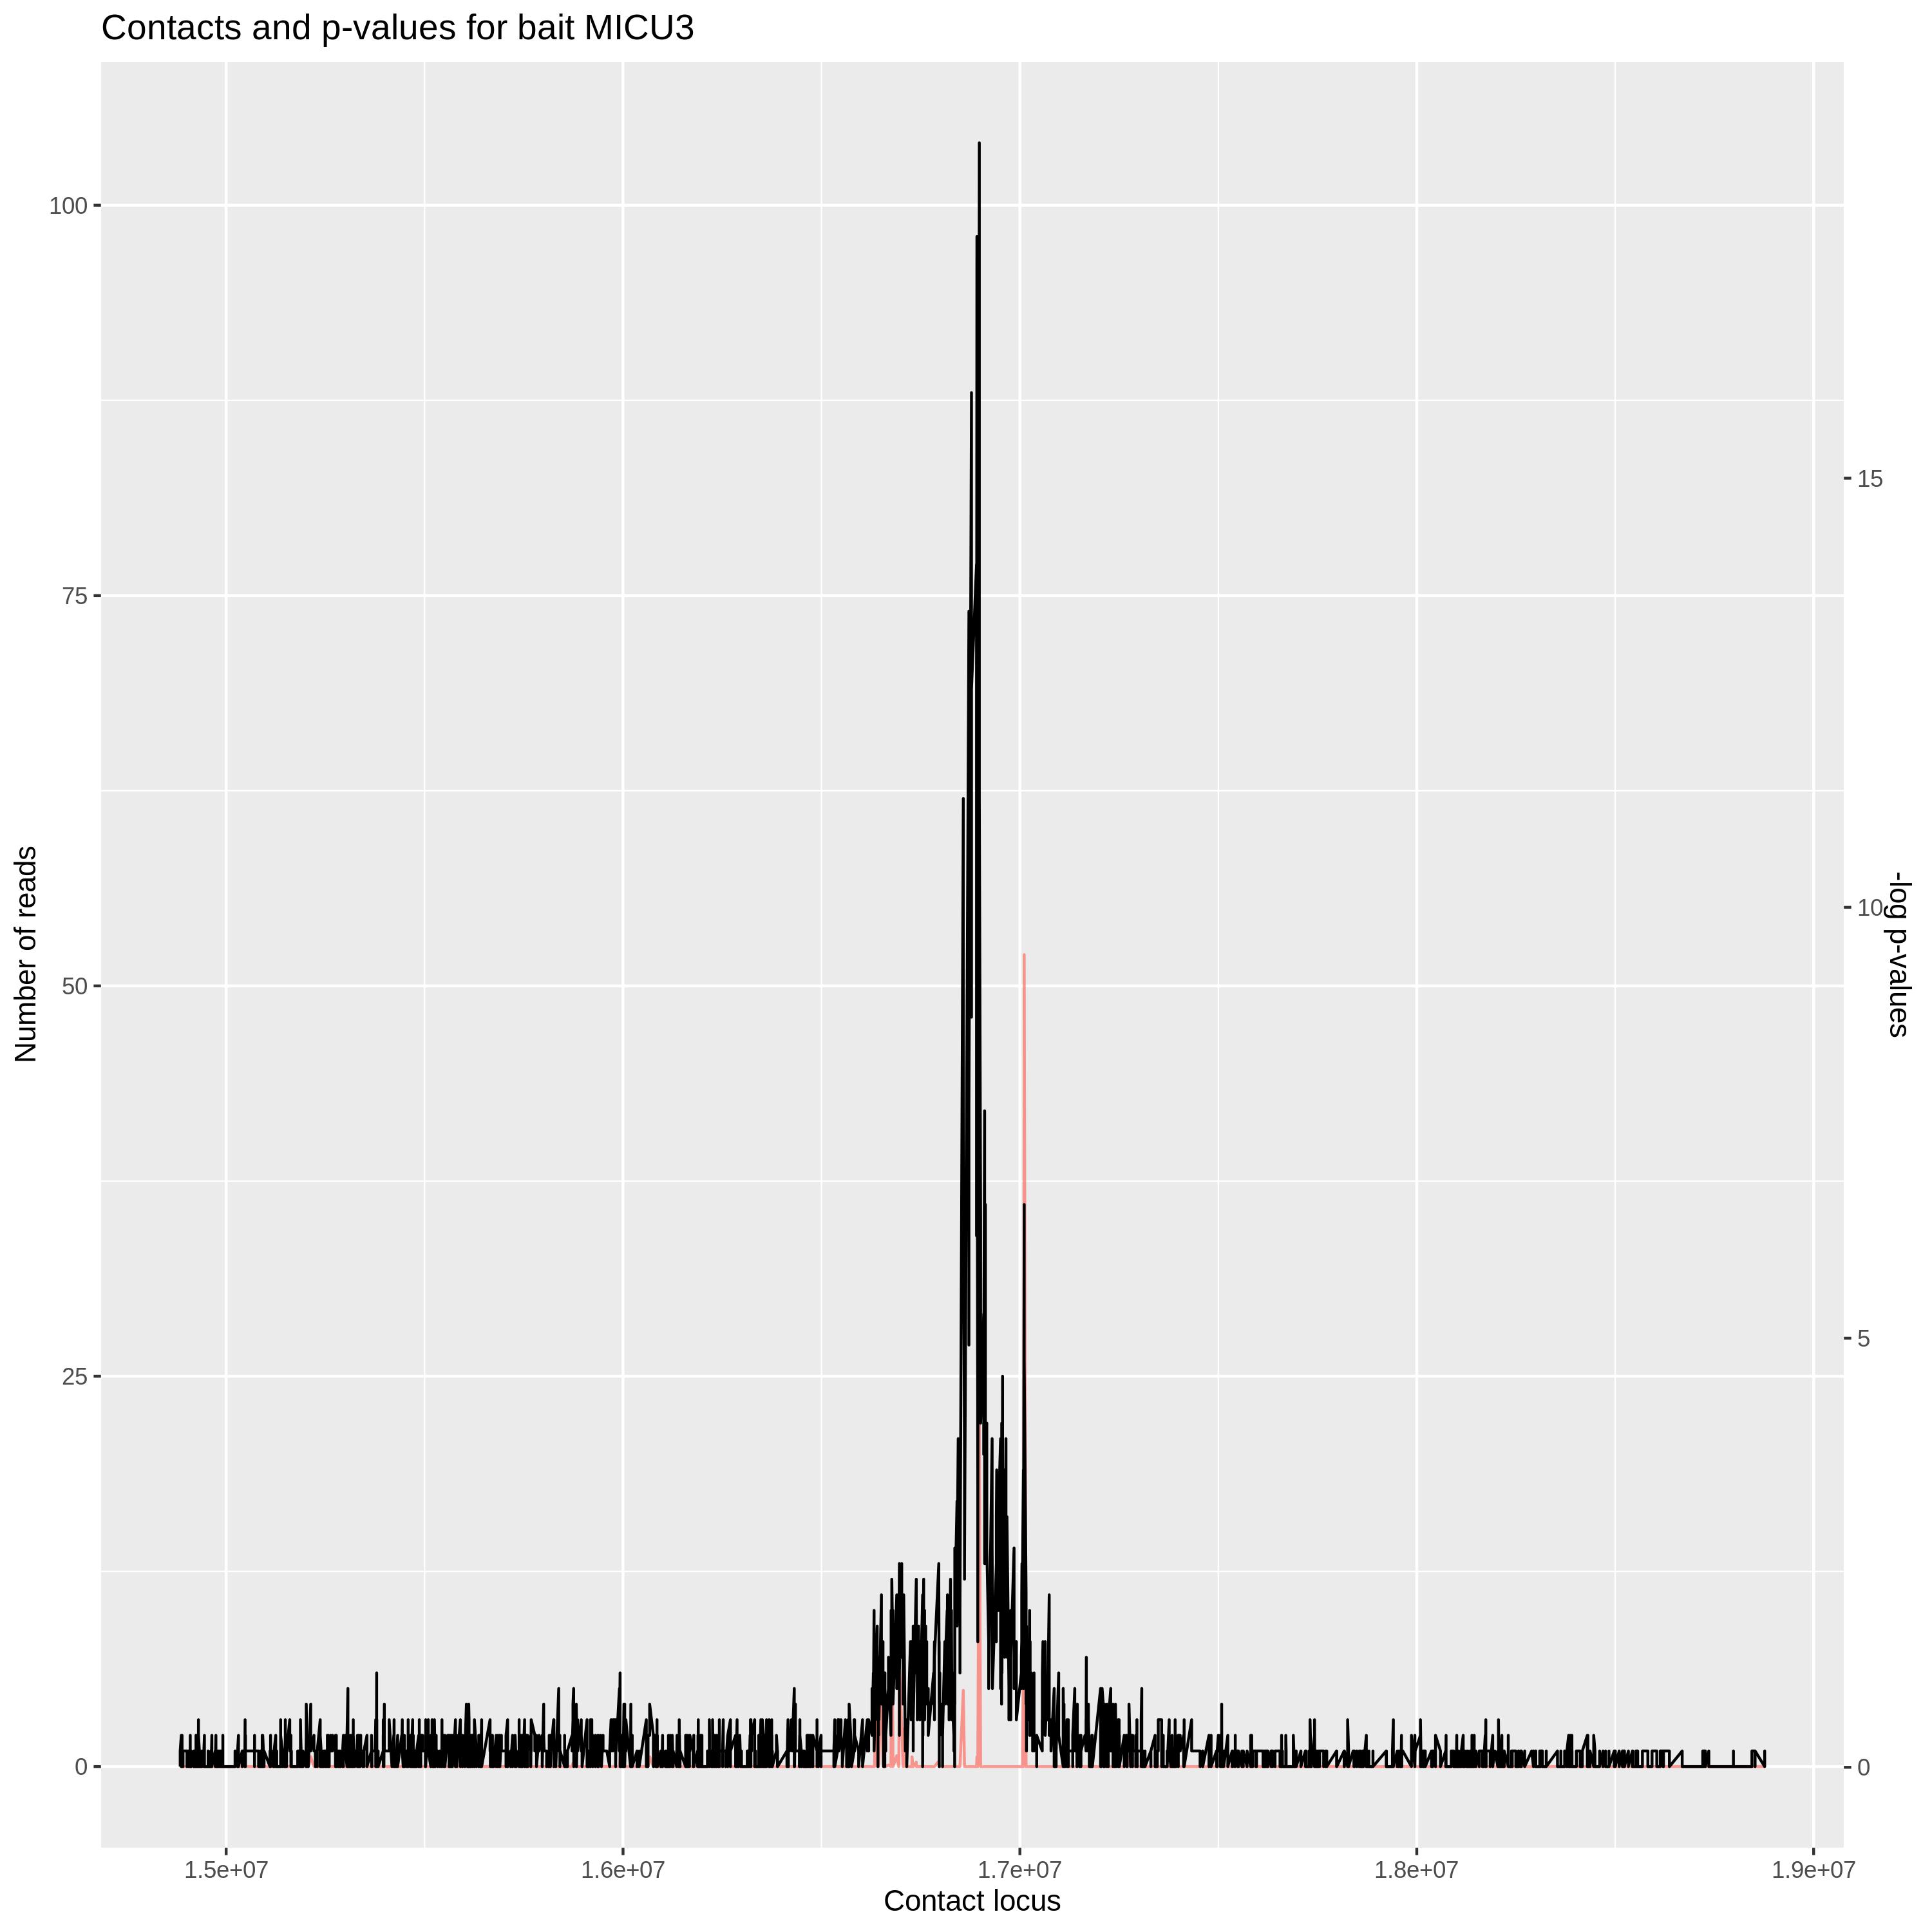 Contacts and p-values for bait MICU3
100
75
50
25
0
Number of reads
15
10
5
0
-log p-values
1.5e+07
1.6e+07
1.7e+07
1.8e+07
1.9e+07
Contact locus